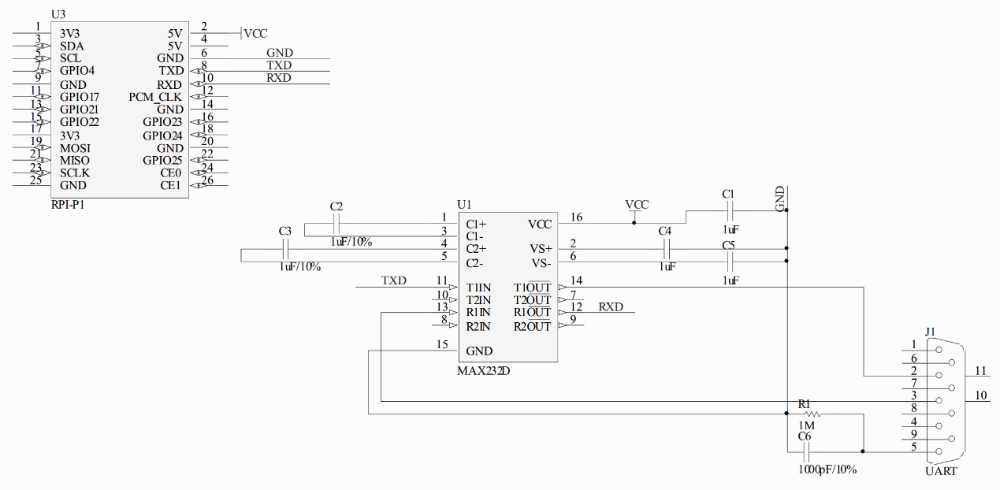 U3
1 3V3 5V 2 VCC
3 SDA 5V 4
5 SCL GND 6 GND
7 GPIO4 TXD 8 TXD
9 GND RXD 10 RXD
11 GPIO17 PCM_CLK 12
13 GPIO21 GND 14
15 GPIO22 GPIO23 16
17 3V3 GPIO24 18
19 MOSI GND 20
21 MISO GPIO25 22
23 SCLK CE0 24
25 GND CE1 26
RPI-P1
U1
C2
1uF/10%
C3
1uF/10%
1 C1+ VCC 16
3 C1-
4 C2+ VS+ 2
5 C2- VS- 6
TXD 11 T1IN T1OUT 14
10 T2IN T2OUT 7
13 R1IN R1OUT 12 RXD
8 R2IN R2OUT 9
15 GND
MAX232D
VCC
C1
1uF
GND
C4
1uF
C5
1uF
R1
1M
C6
1000pF/10%
J1
1
6
2
7
3
8
4
9
5
11
10
UART